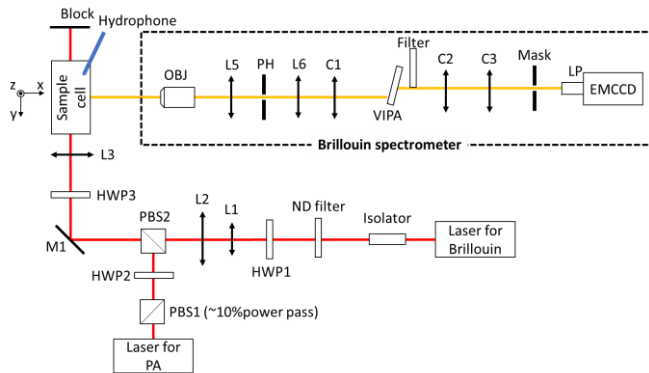 Block
Hydrophone
z
x
y
Sample
cell
OBJ
L5
PH
L6
C1
VIPA
Filter
C2
C3
Mask
LP
EMCCD
Brillouin spectrometer
L3
HWP3
M1
PBS2
L2
L1
HWP1
ND filter
Isolator
Laser for
Brillouin
HWP2
PBS1 (~10%power pass)
Laser for
PA